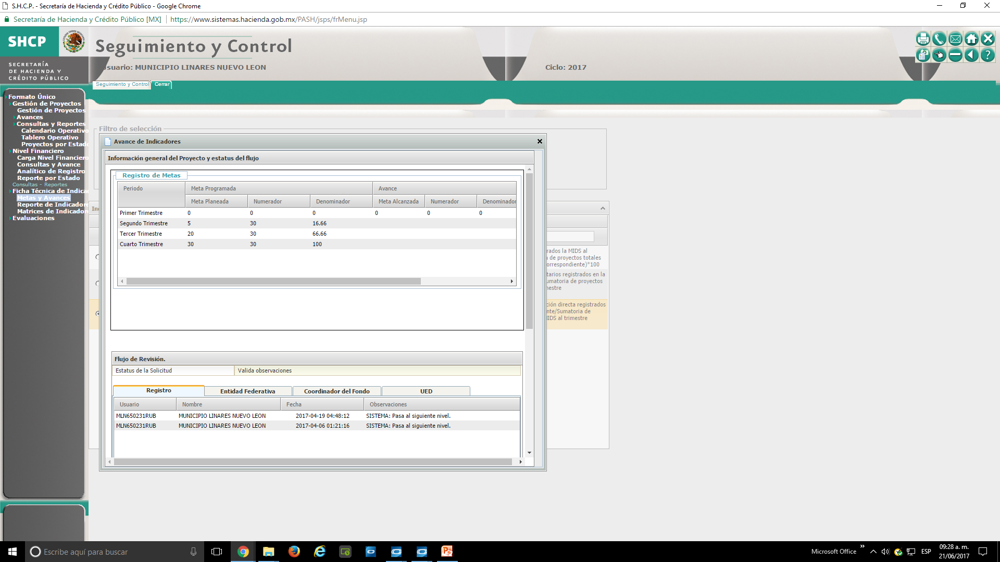 S.H.C.P. - Secretaría de Hacienda y Crédito Público - Google Chrome
Secretaría de Hacienda y Crédito Público [MX] https://www.sistemas.hacienda.gob.mx/PASH/jsps/frMenu.jsp
SHCP
SECRETARÍA
DE HACIENDA Y
CRÉDITO PÚBLICO
Seguimiento y Control
suario: MUNICIPIO LINARES NUEVO LEON
Ciclo: 2017
Seguimiento y Control Cerrar
Formato Único
Gestión de Proyectos
Gestión de Proyectos
Avances
Consultas y Reportes
Calendario Operativo
Tablero Operativo
Proyectos por Estado
Nivel Financiero
Carga Nivel Financiero
Consultas y Avance
Analítico de Registro
Reporte por Estado
Consultas - Reportes
Ficha Técnica de Indica
Metas y Avances
Reporte de Indicadore
Matrices de Indicador
Evaluaciones
Filtro de selección
Avance de Indicadores
Información general del Proyecto y estatus del flujo
Registro de Metas
Periodo Meta Programada Avance
Meta Planeada Numerador Denominador Meta Alcanzada Numerador Denominador
Primer Trimestre 0 0 0 0 0 0
Segundo Trimestre 5 30 16.66
Tercer Trimestre 20 30 66.66
Cuarto Trimestre 30 30 100
In
rados la MIDS al
de proyectos totales
orrespondiente)*100
tarios registrados en la
umatoria de proyectos
nestre
ción directa registrados
nte/Sumatoria de
IDS al trimestre
Flujo de Revisión.
Estatus de la Solicitud Valida observaciones
Registro Entidad Federativa Coordinador del Fondo UED
Usuario Nombre Fecha Observaciones
MLN650231RUB MUNICIPIO LINARES NUEVO LEON 2017-04-19 04:48:12 SISTEMA: Pasa al siguiente nivel.
MLN650231RUB MUNICIPIO LINARES NUEVO LEON 2017-04-06 01:21:16 SISTEMA: Pasa al siguiente nivel.
Escribe aquí para buscar
Microsoft Office » ESP
09:28 a. m.
21/06/2017